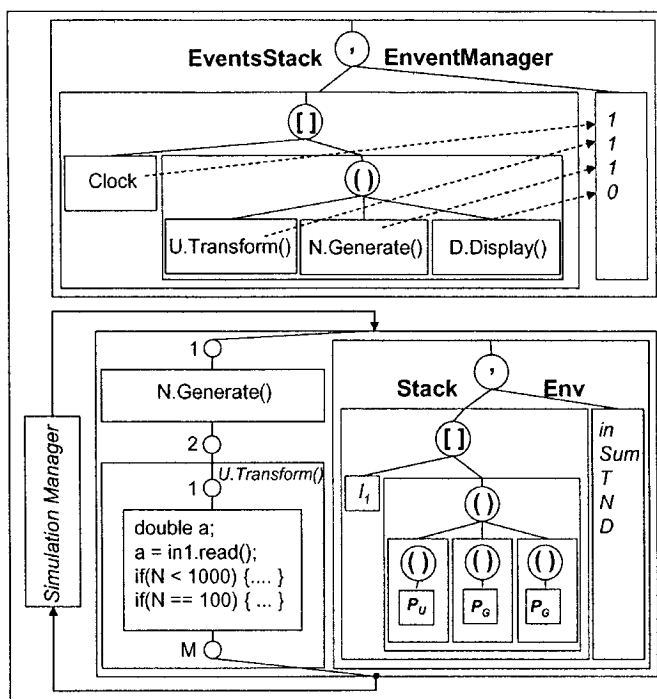 ,
EventsStack EnventManager
[ ]
1
1
1
0
Clock
( )
U.Transform() N.Generate() D.Display()
1
N.Generate()
2
U.Transform()
1
double a;
a = in1.read();
if(N < 1000) {.... }
if(N == 100) { ... }
M
Simulation Manager
,
Stack Env
[ ]
in
Sum
T
N
D
I1
( )
( ) ( ) ( )
PU PG PG